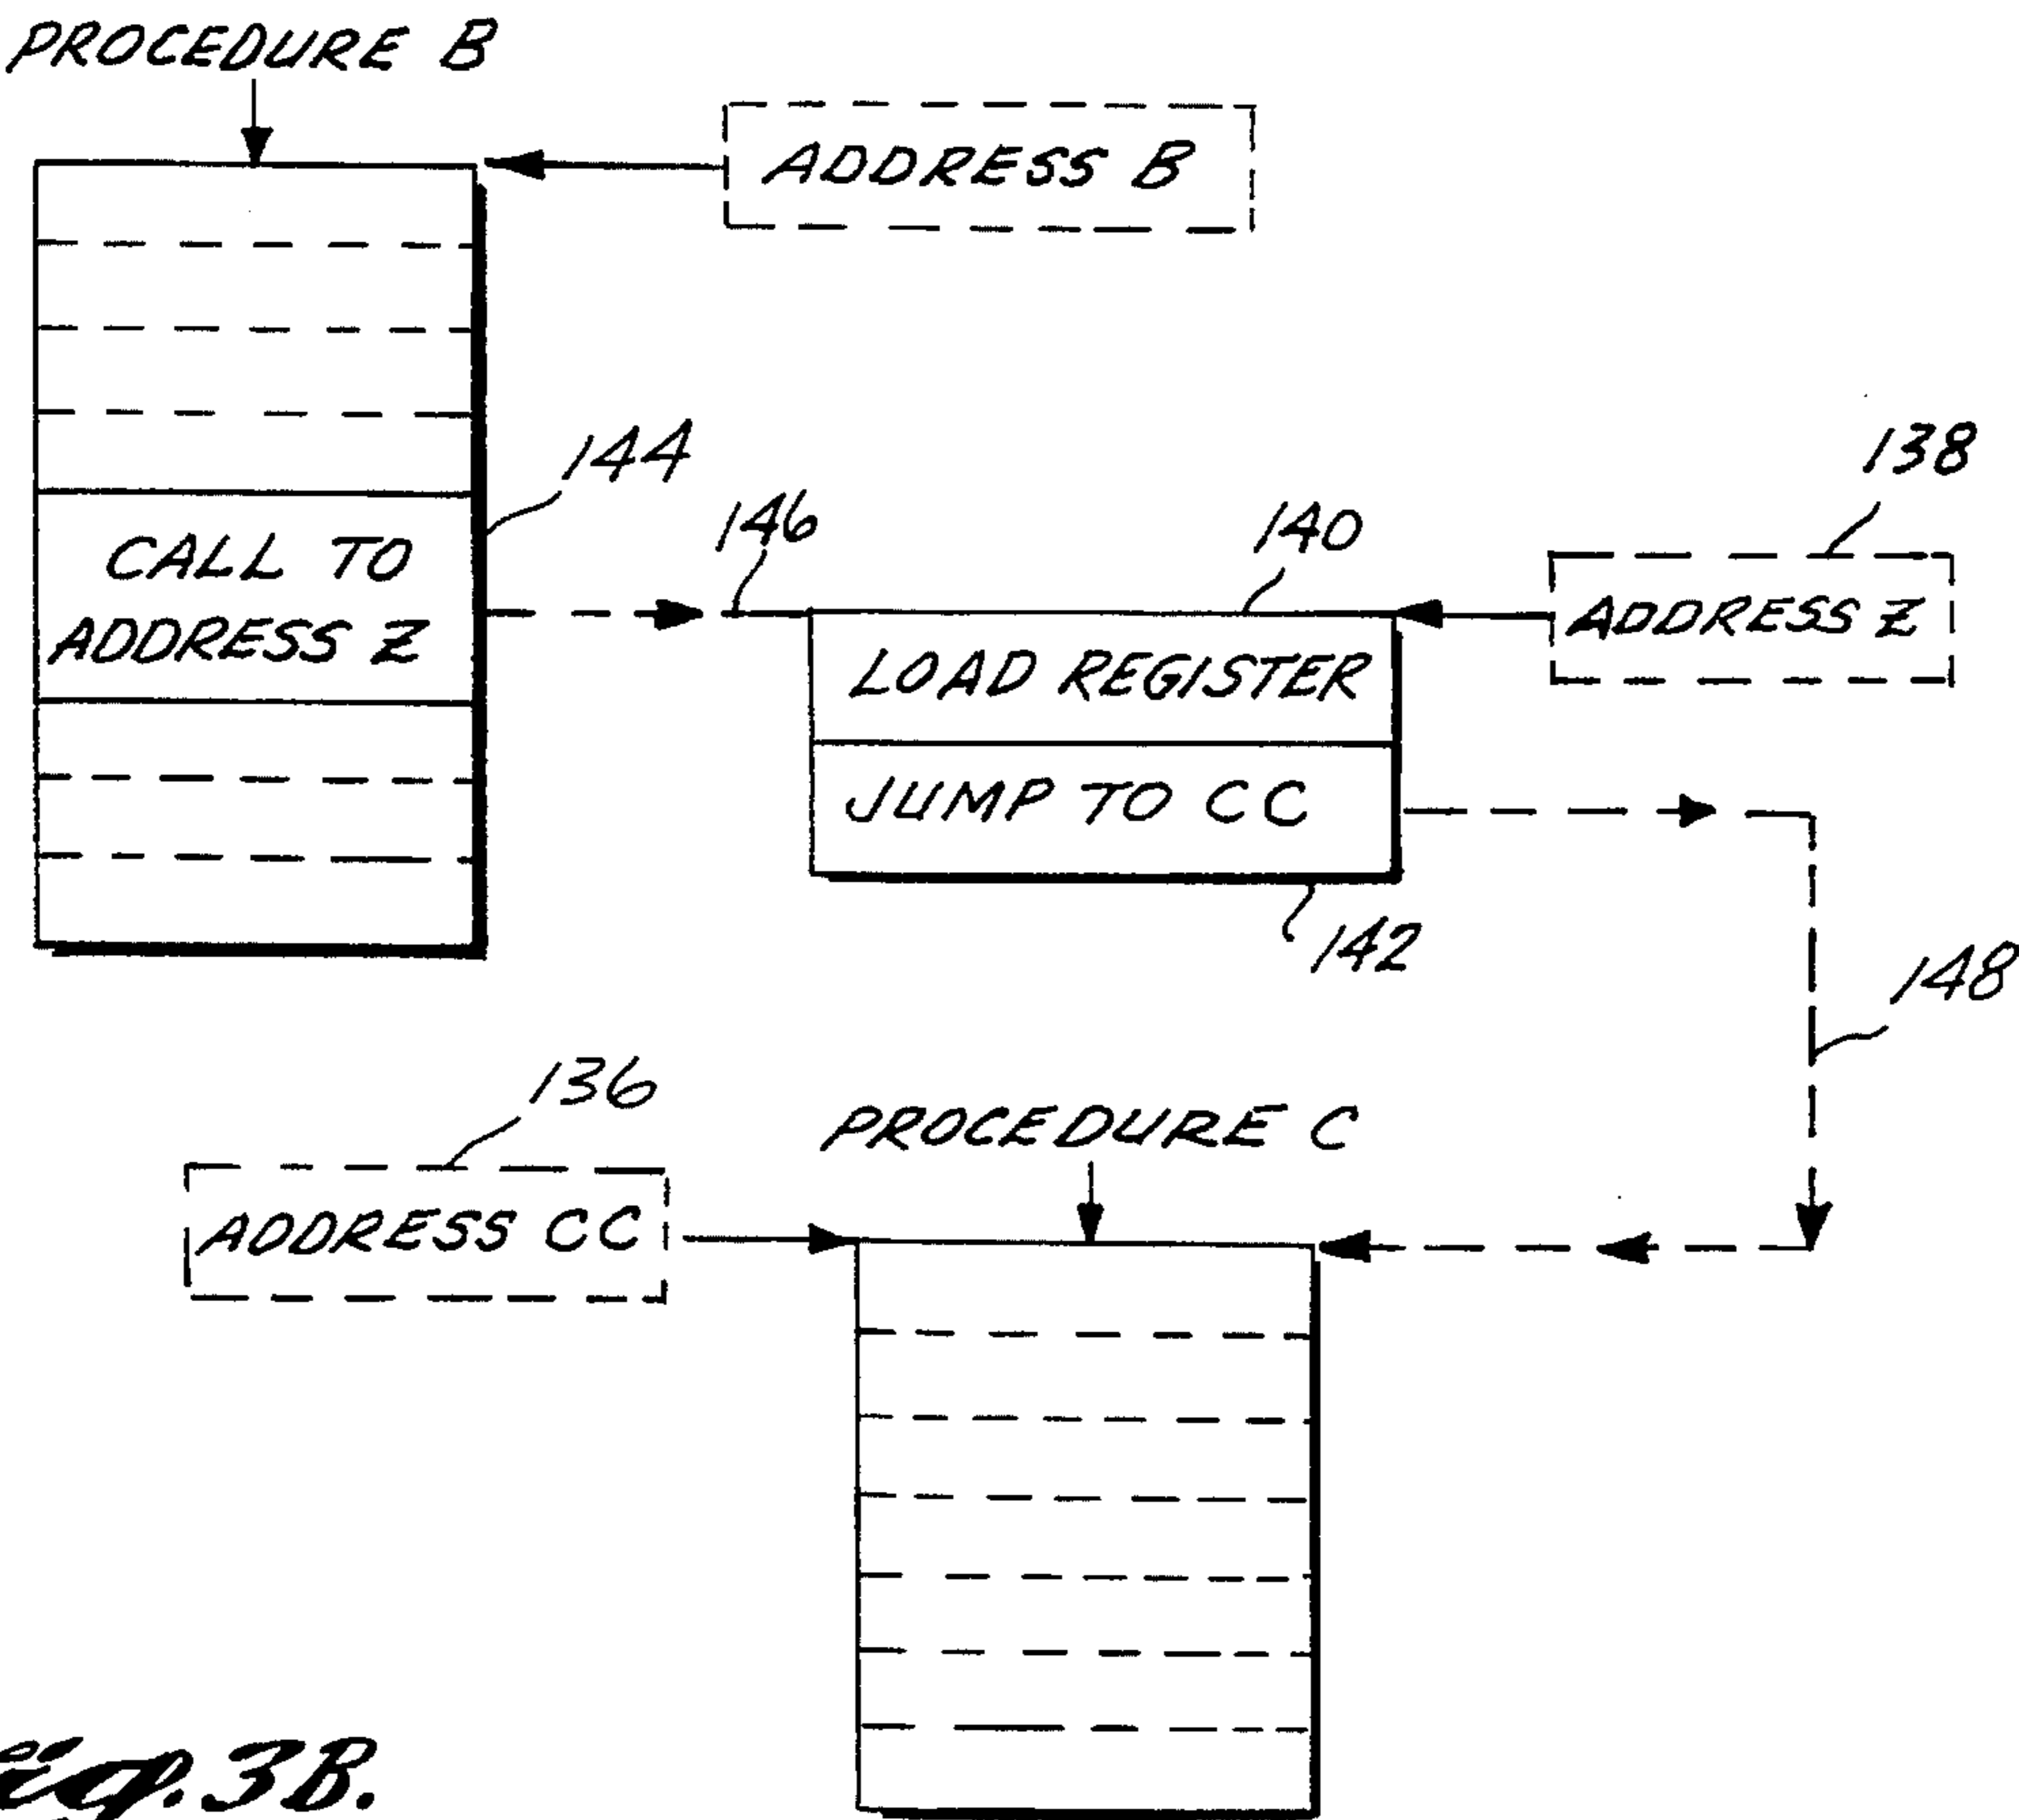 PROCEDURE B
ADDRESS B
144
138
146
140
CALL TO
ADDRESS Z
ADDRESS Z
LOAD REGISTER
JUMP TO CC
142
148
136
PROCEDURE C
ADDRESS CC
Fig. 3B.